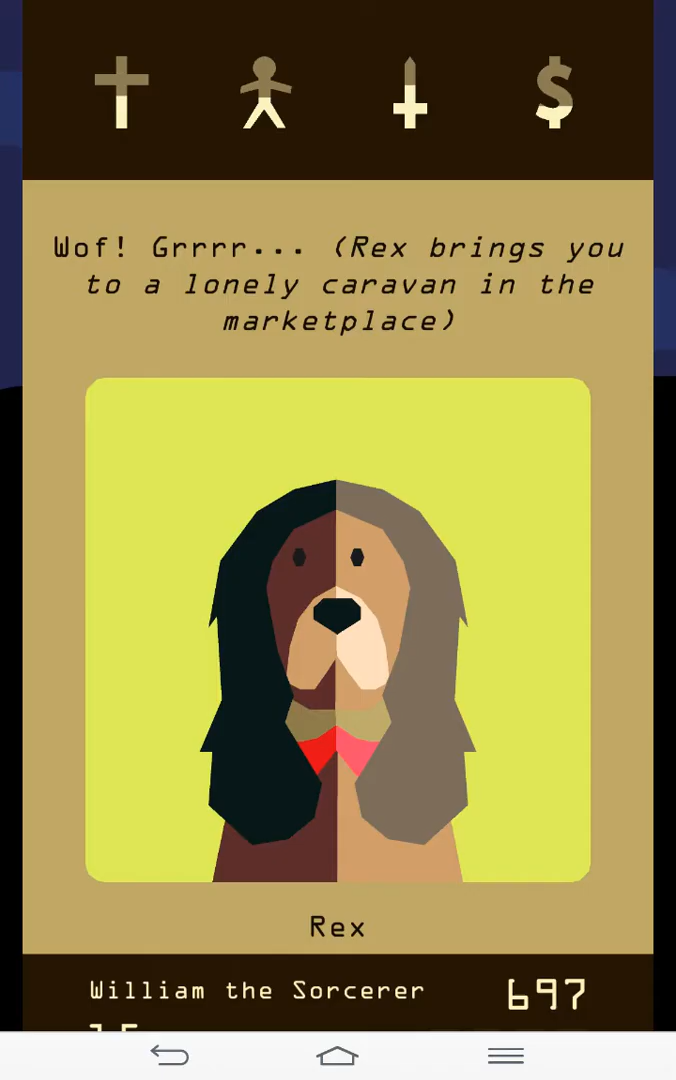 Wof! Grrrr... (Rex brings you
to a lonely caravan in the
marketplace)
Rex
William the Sorcerer
697